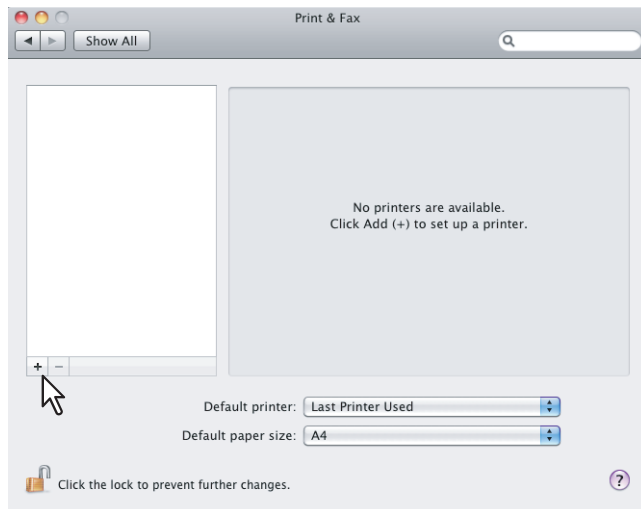 Print & Fax
Show All
No printers are available.
Click Add (+) to set up a printer.
+ −
Default printer: Last Printer Used
Default paper size: A4
Click the lock to prevent further changes.
?